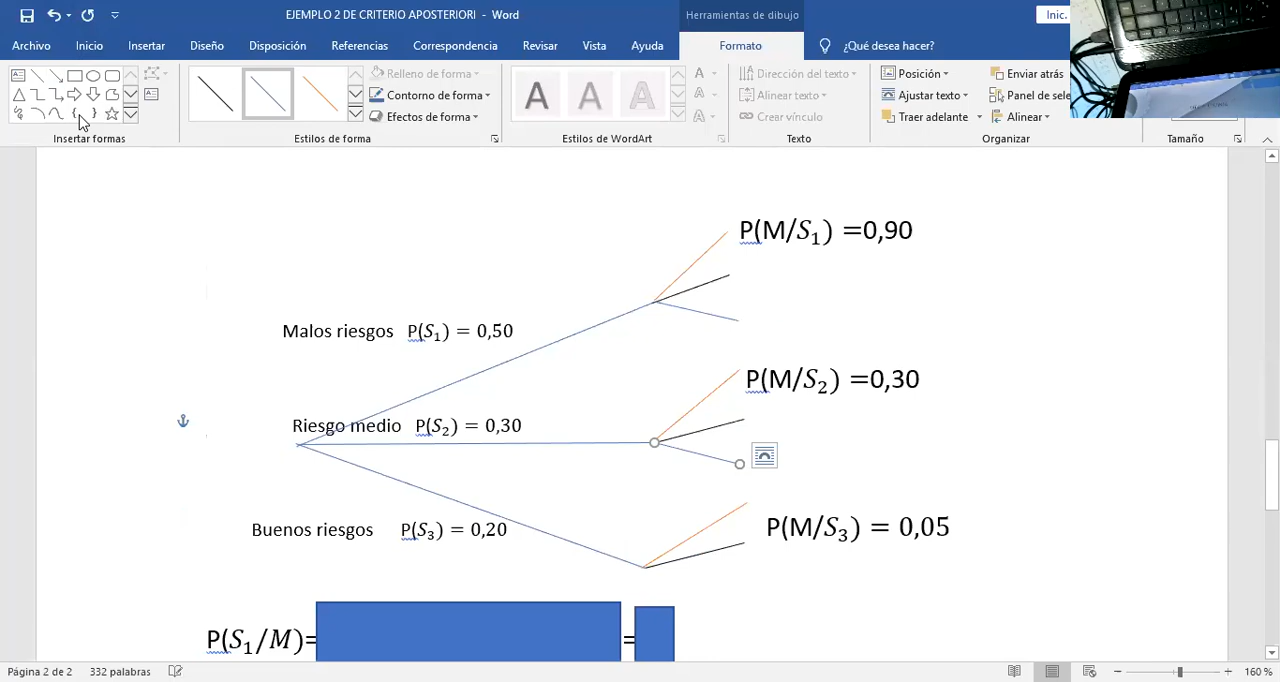 EJEMPLO 2 DE CRITERIO APOSTERIORI - Word
Herramientas de dibujo
Inic.
Archivo Inicio Insertar Diseño Disposición Referencias Correspondencia Revisar Vista Ayuda Formato ¿Qué desea hacer?
Relleno de forma
Contorno de forma
Efectos de forma
A A A
Dirección del texto
Alinear texto
Crear vínculo
Posición
Ajustar texto
Traer adelante
Enviar atrás
Panel de sele
Alinear
Insertar formas Estilos de forma Estilos de WordArt Texto Organizar Tamaño
P(M/S₁) =0,90
Malos riesgos P(S₁) = 0,50
P(M/S₂) =0,30
Riesgo medio P(S₂) = 0,30
P(M/S₃) = 0,05
Buenos riesgos P(S₃) = 0,20
P(S₁/M)= =
Página 2 de 2 332 palabras 160 %